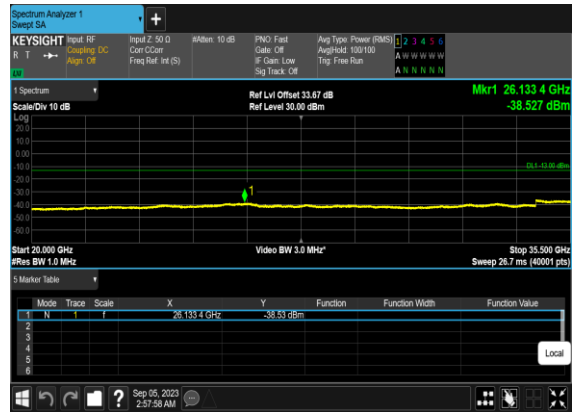 Spectrum Analyzer 1
Swept SA
+
KEYSIGHT Input: RF Input Z: 50 Ω #Atten: 10 dB PNO: Fast Avg Type: Power (RMS) 1 2 3 4 5 6
R T Coupling: DC Corr CCorr Gate: Off Avg|Hold: 100/100 A W W W W W
Align: Off Freq Ref: Int (S) IF Gain: Low Trig: Free Run
Sig Track: Off A N N N N N
1 Spectrum Ref Lvl Offset 33.67 dB Mkr1 26.133 4 GHz
Scale/Div 10 dB Ref Level 30.00 dBm -38.527 dBm
Log
20.0
10.0
0.00
-10.0 DL1 -13.00 dBm
-20.0
-30.0 1
-40.0
-50.0
-60.0
Start 20.000 GHz Video BW 3.0 MHz* Stop 35.500 GHz
#Res BW 1.0 MHz Sweep 26.7 ms (40001 pts)
5 Marker Table
Mode Trace Scale X Y Function Function Width Function Value
1 N 1 f 26.133 4 GHz -38.53 dBm
2
3
4
5
6
Local
? Sep 05, 2023
2:57:58 AM